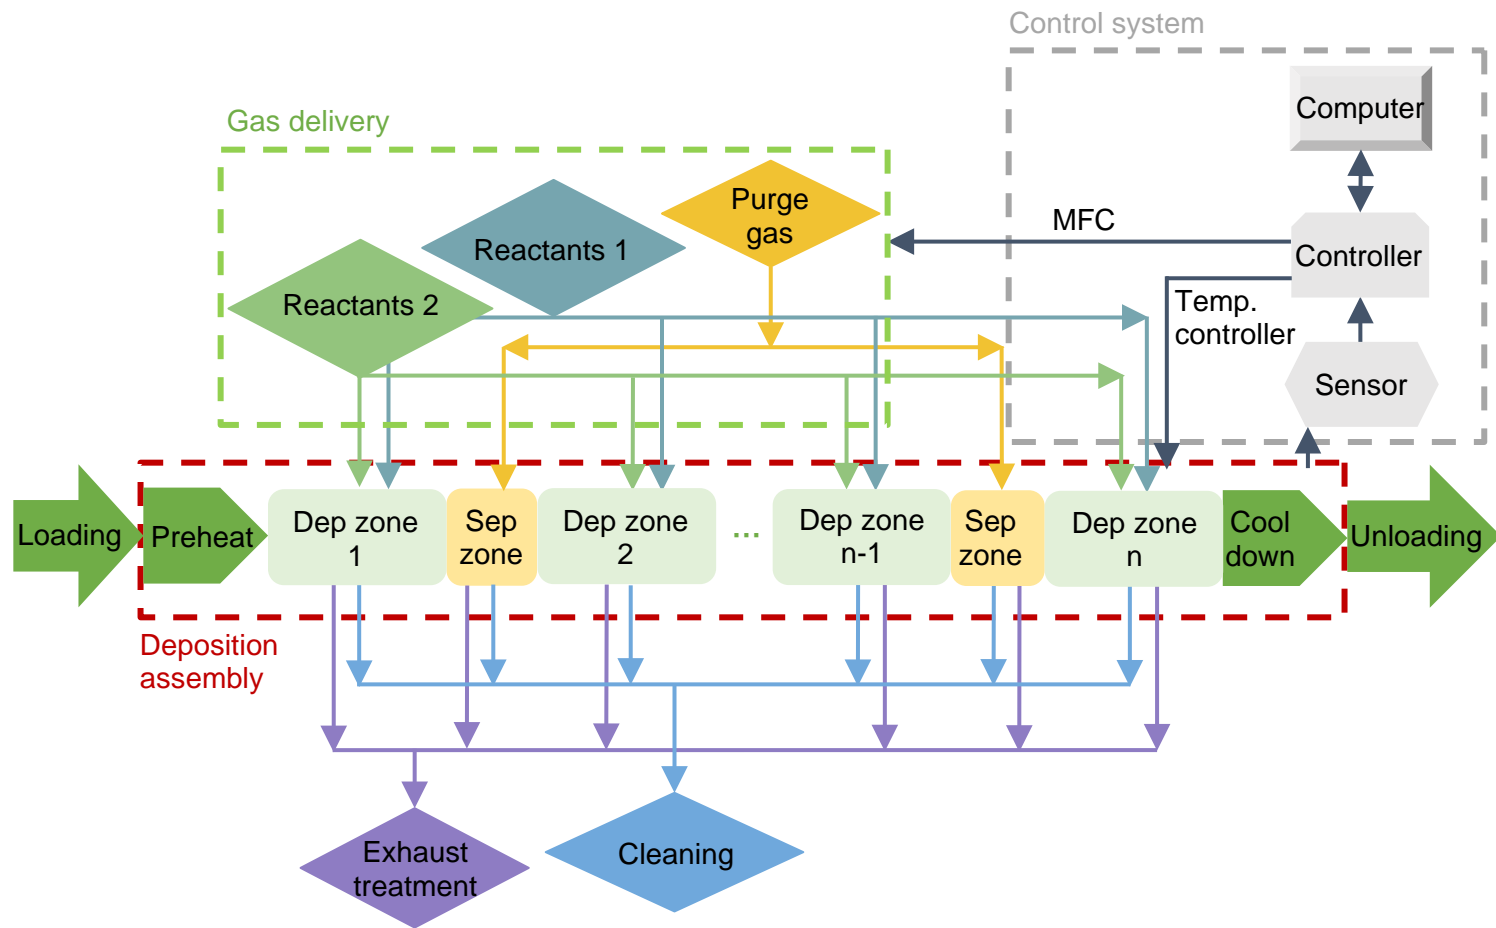 Control system
Computer
Gas delivery
Purge
gas
MFC
Reactants 1
Controller
Reactants 2
Temp.
controller
Sensor
Loading
Preheat
Dep zone
1
Sep
zone
Dep zone
2
...
Dep zone
n-1
Sep
zone
Dep zone
n
Cool
down
Unloading
Deposition
assembly
Exhaust
treatment
Cleaning